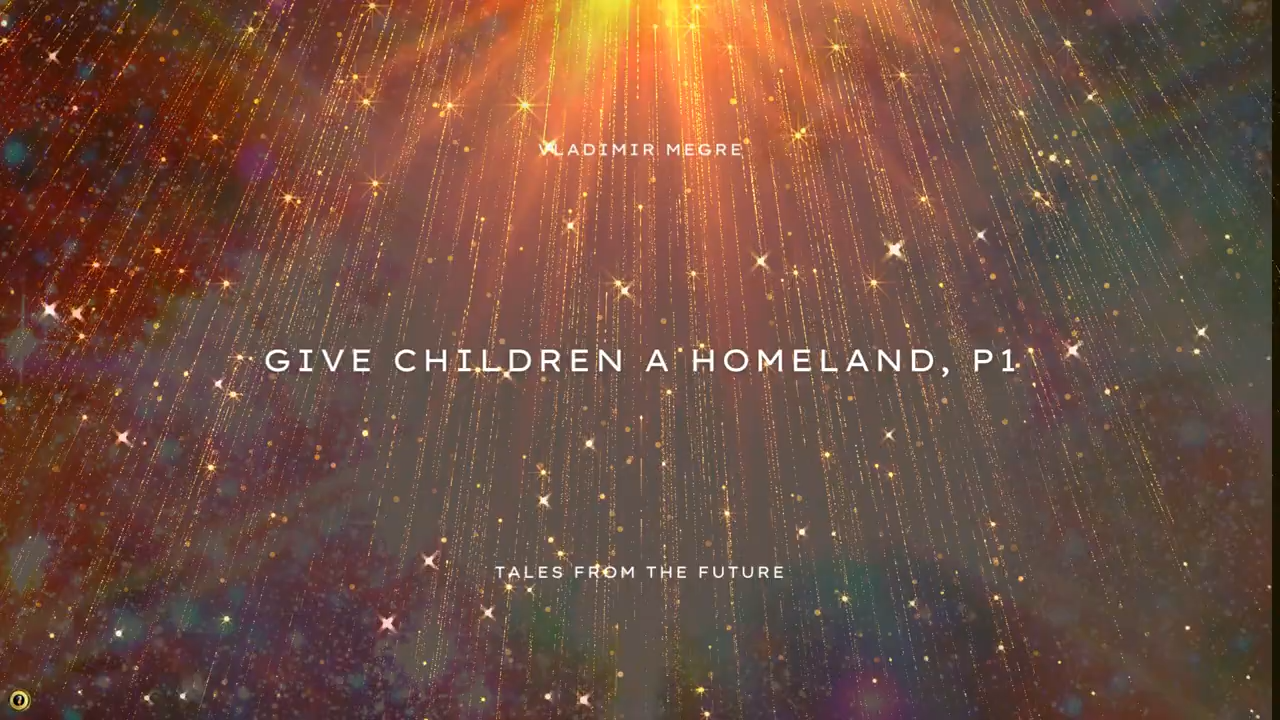 VLADIMIR MEGRE
GIVE CHILDREN A HOMELAND, P1
TALES FROM THE FUTURE